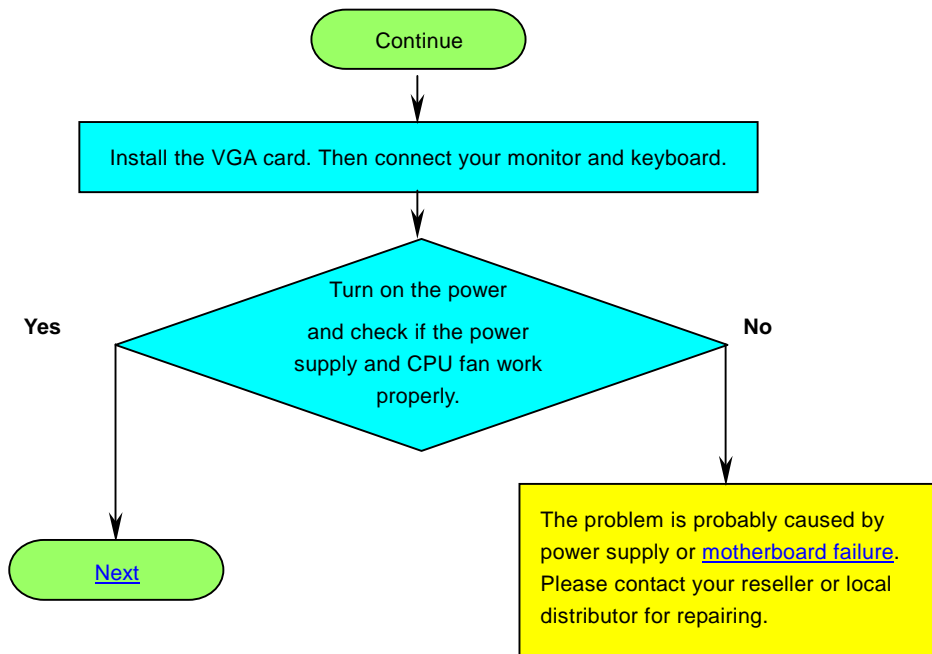 Continue
Install the VGA card. Then connect your monitor and keyboard.
Turn on the power
and check if the power
supply and CPU fan work
properly.
Yes
No
Next
The problem is probably caused by
power supply or motherboard failure.
Please contact your reseller or local
distributor for repairing.